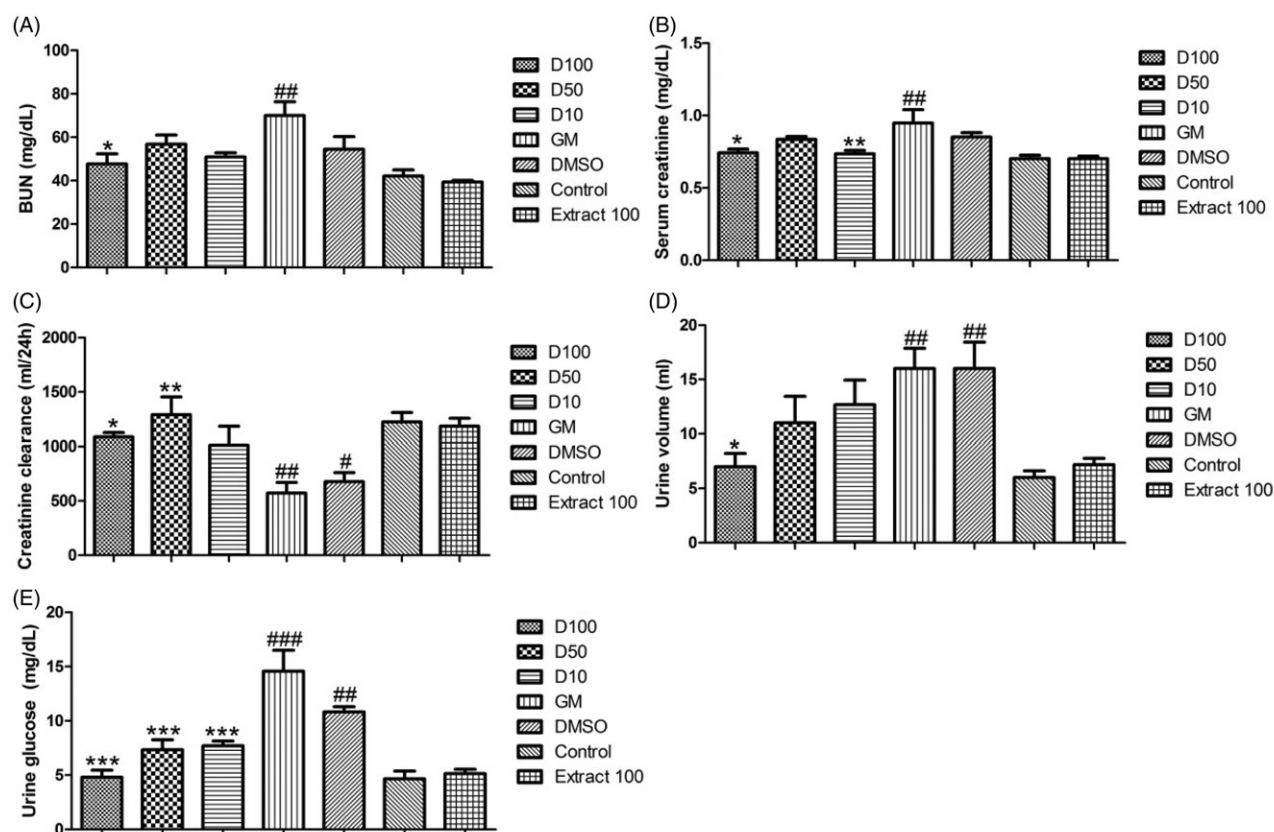 (A)
BUN (mg/dL)
100
80
60
40
20
0
*
##
D100
D50
D10
GM
DMSO
Control
Extract 100
(B)
Serum creatinine (mg/dL)
1.5
1.0
0.5
0.0
*
**
##
D100
D50
D10
GM
DMSO
Control
Extract 100
(C)
Creatinine clearance (ml/24h)
2000
1500
1000
500
0
*
**
##
#
D100
D50
D10
GM
DMSO
Control
Extract 100
(D)
Urine volume (ml)
20
15
10
5
0
*
##
##
D100
D50
D10
GM
DMSO
Control
Extract 100
(E)
Urine glucose (mg/dL)
20
15
10
5
0
***
***
***
###
##
D100
D50
D10
GM
DMSO
Control
Extract 100